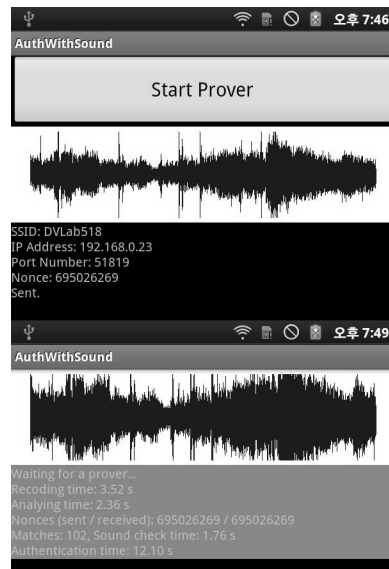 오후 7:46
AuthWithSound
Start Prover
SSID: DVLab518
IP Address: 192.168.0.23
Port Number: 51819
Nonce: 695026269
Sent.
오후 7:49
AuthWithSound
Waiting for a prover...
Recoding time: 3.52 s
Analying time: 2.36 s
Nonces (sent / received): 695026269 / 695026269
Matches: 102, Sound check time: 1.76 s
Authentication time: 12.10 s